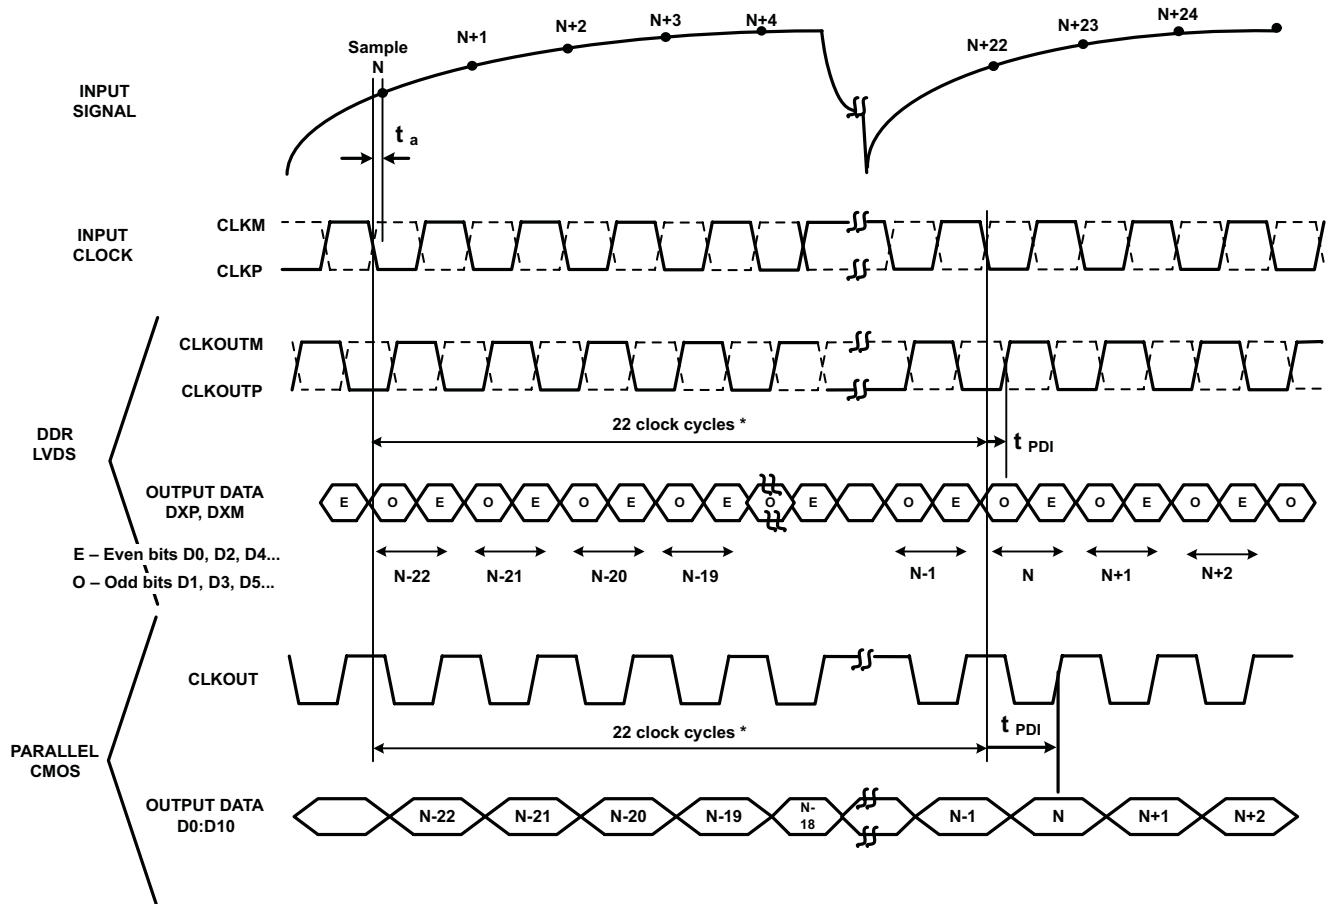 N+1
N+2
N+3
N+4
N+22
N+23
N+24
Sample
N
INPUT
SIGNAL
t a
INPUT
CLOCK
CLKM
CLKP
CLKOUTM
CLKOUTP
DDR
LVDS
22 clock cycles *
t PDI
OUTPUT DATA
DXP, DXM
E O E O E O E O E O E O E O E O E O E O
E – Even bits D0, D2, D4...
O – Odd bits D1, D3, D5...
N-22
N-21
N-20
N-19
N-1
N
N+1
N+2
CLKOUT
22 clock cycles *
t PDI
PARALLEL
CMOS
OUTPUT DATA
D0:D10
N-22
N-21
N-20
N-19
N-
18
N-1
N
N+1
N+2